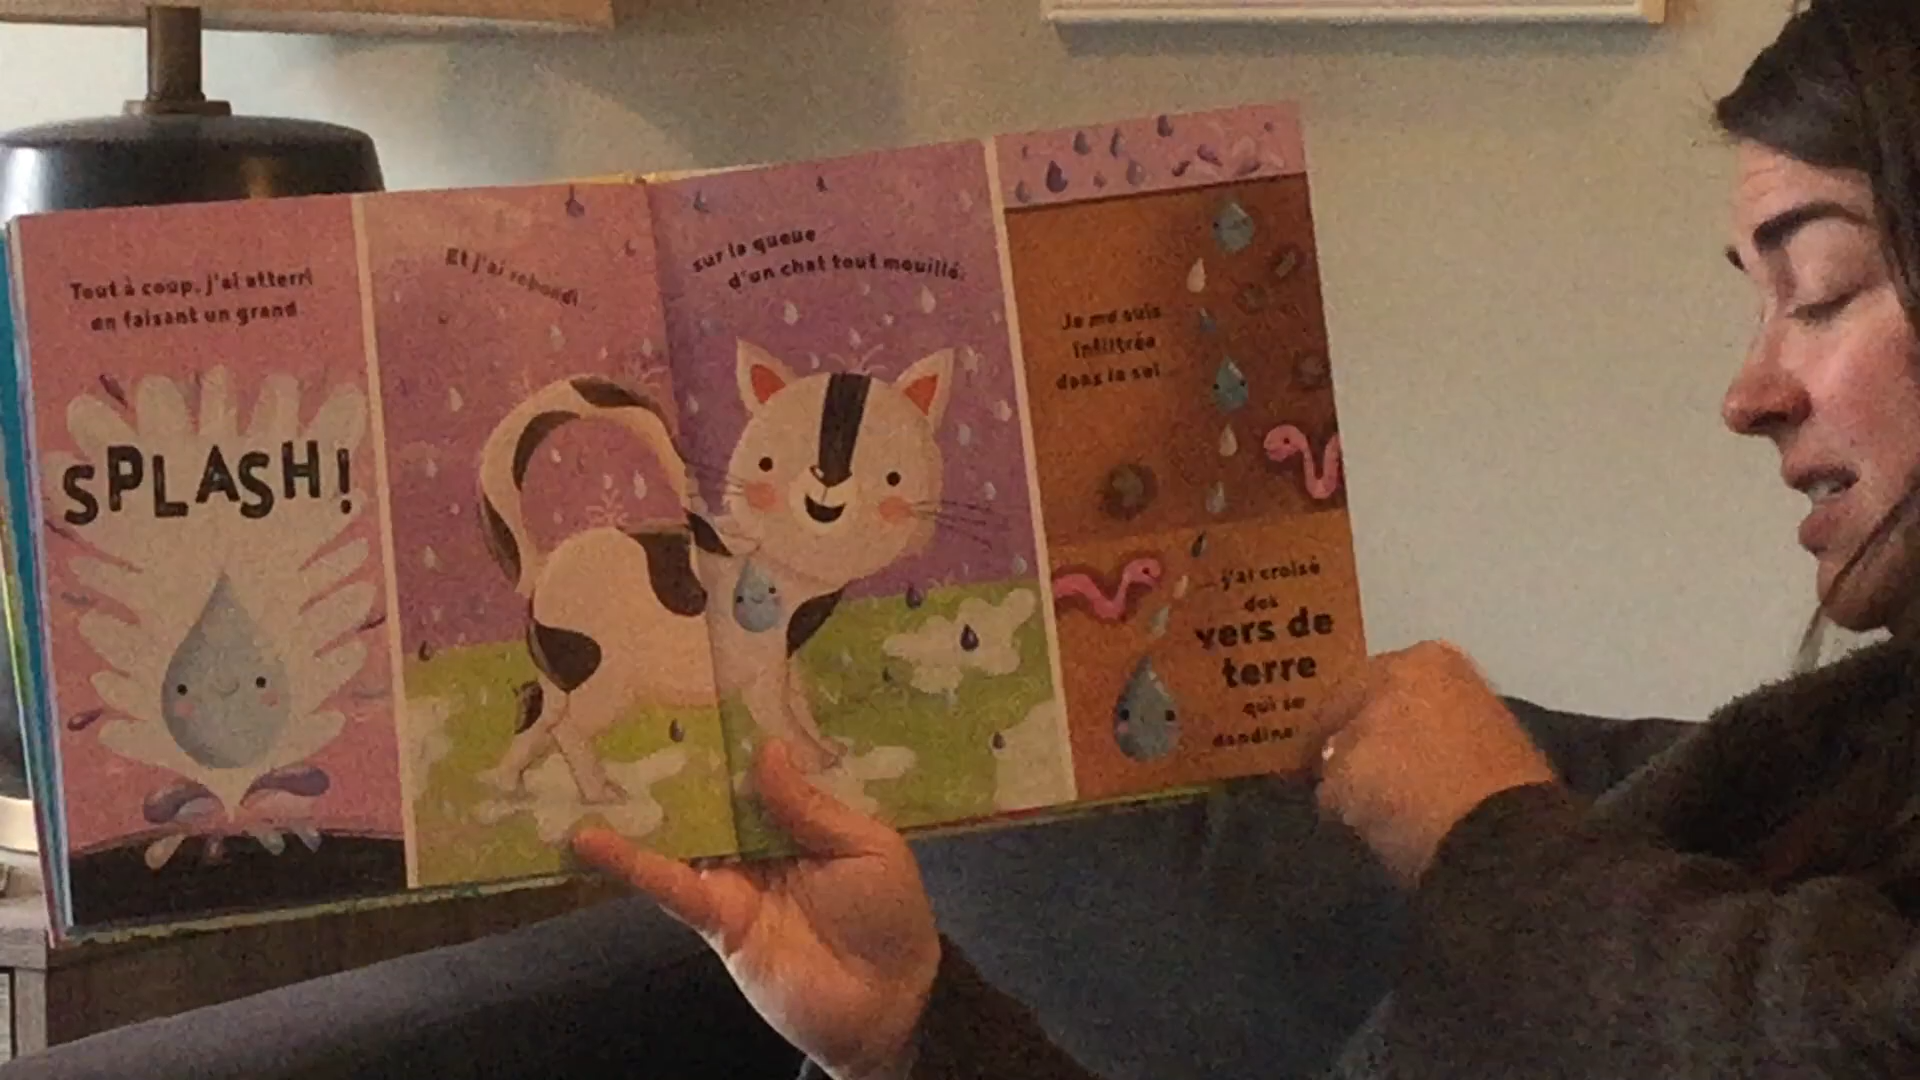 Tout à coup, j'ai atterri
en faisant un grand
SPLASH!
Et j'ai rebondi
sur la queue
d'un chat tout mouillé.
Je me suis
infiltrée
dans le sol...
... j'ai croisé
des
vers de
terre
qui se
dandinent